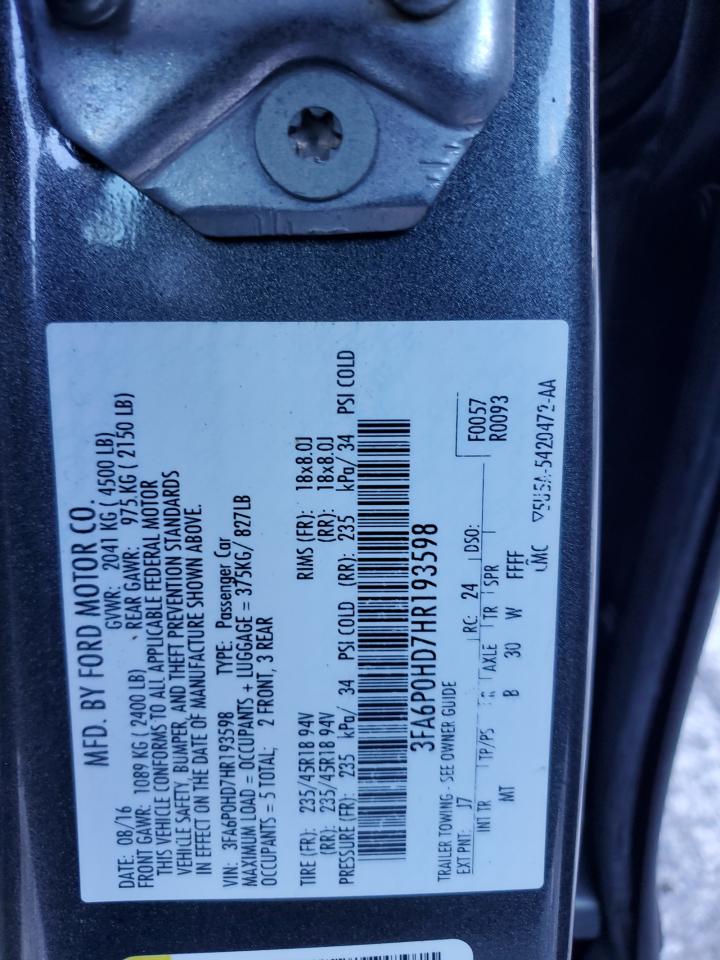 MFD. BY FORD MOTOR CO.
DATE: 08/16 GVWR: 2041 KG ( 4500 LB)
FRONT GAWR: 1089 KG ( 2400 LB) REAR GAWR: 975 KG ( 2150 LB)
THIS VEHICLE CONFORMS TO ALL APPLICABLE FEDERAL MOTOR
VEHICLE SAFETY, BUMPER, AND THEFT PREVENTION STANDARDS
IN EFFECT ON THE DATE OF MANUFACTURE SHOWN ABOVE.
VIN: 3FA6P0HD7HR193598 TYPE: Passenger Car
MAXIMUM LOAD = OCCUPANTS + LUGGAGE = 375KG/ 827LB
OCCUPANTS = 5 TOTAL: 2 FRONT, 3 REAR
TIRE (FR): 235/45R18 94V RIMS (FR): 18x8.0J
(RR): 235/45R18 94V (RR): 18x8.0J
PRESSURE (FR): 235 kPa/ 34 PSI COLD (RR): 235 kPa/ 34 PSI COLD
3FA6P0HD7HR193598
F0057
R0093
TRAILER TOWING - SEE OWNER GUIDE
EXT PNT: J7 RC: 24 DSO:
INT TR TP/PS R AXLE TR SPR
MT B 30 W FFFF
UMC 5U5A-5420472-AA